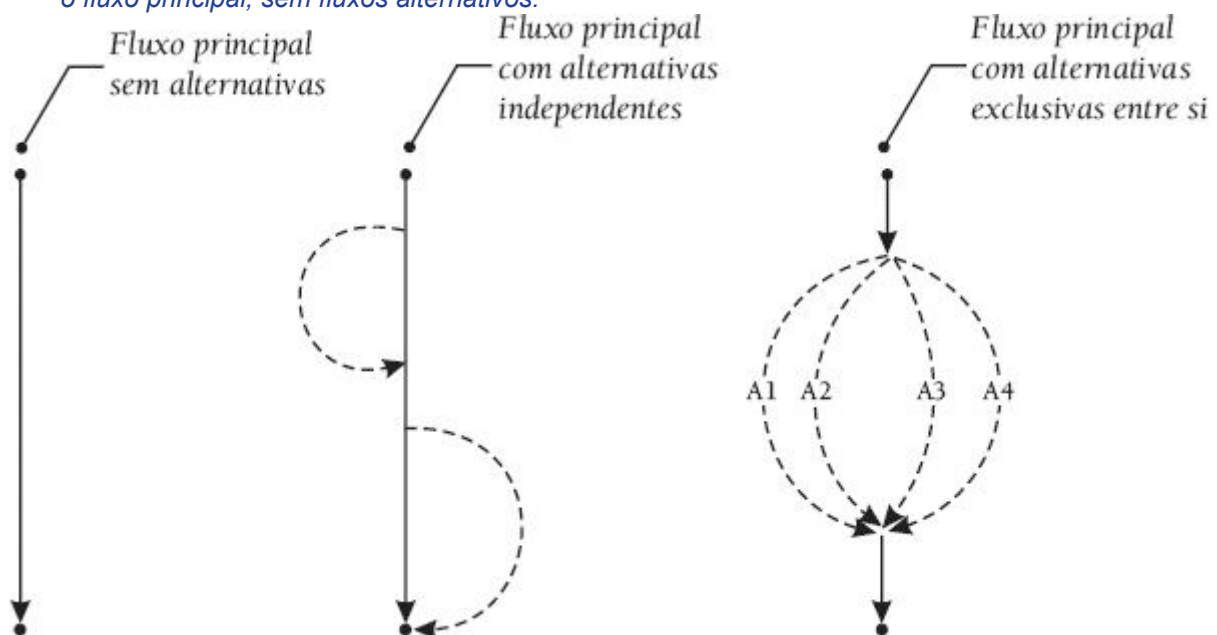 o fluxo principal, sem fluxos alternativos.
Fluxo principal
sem alternativas
Fluxo principal
com alternativas
independentes
Fluxo principal
com alternativas
exclusivas entre si
A1 A2 A3 A4